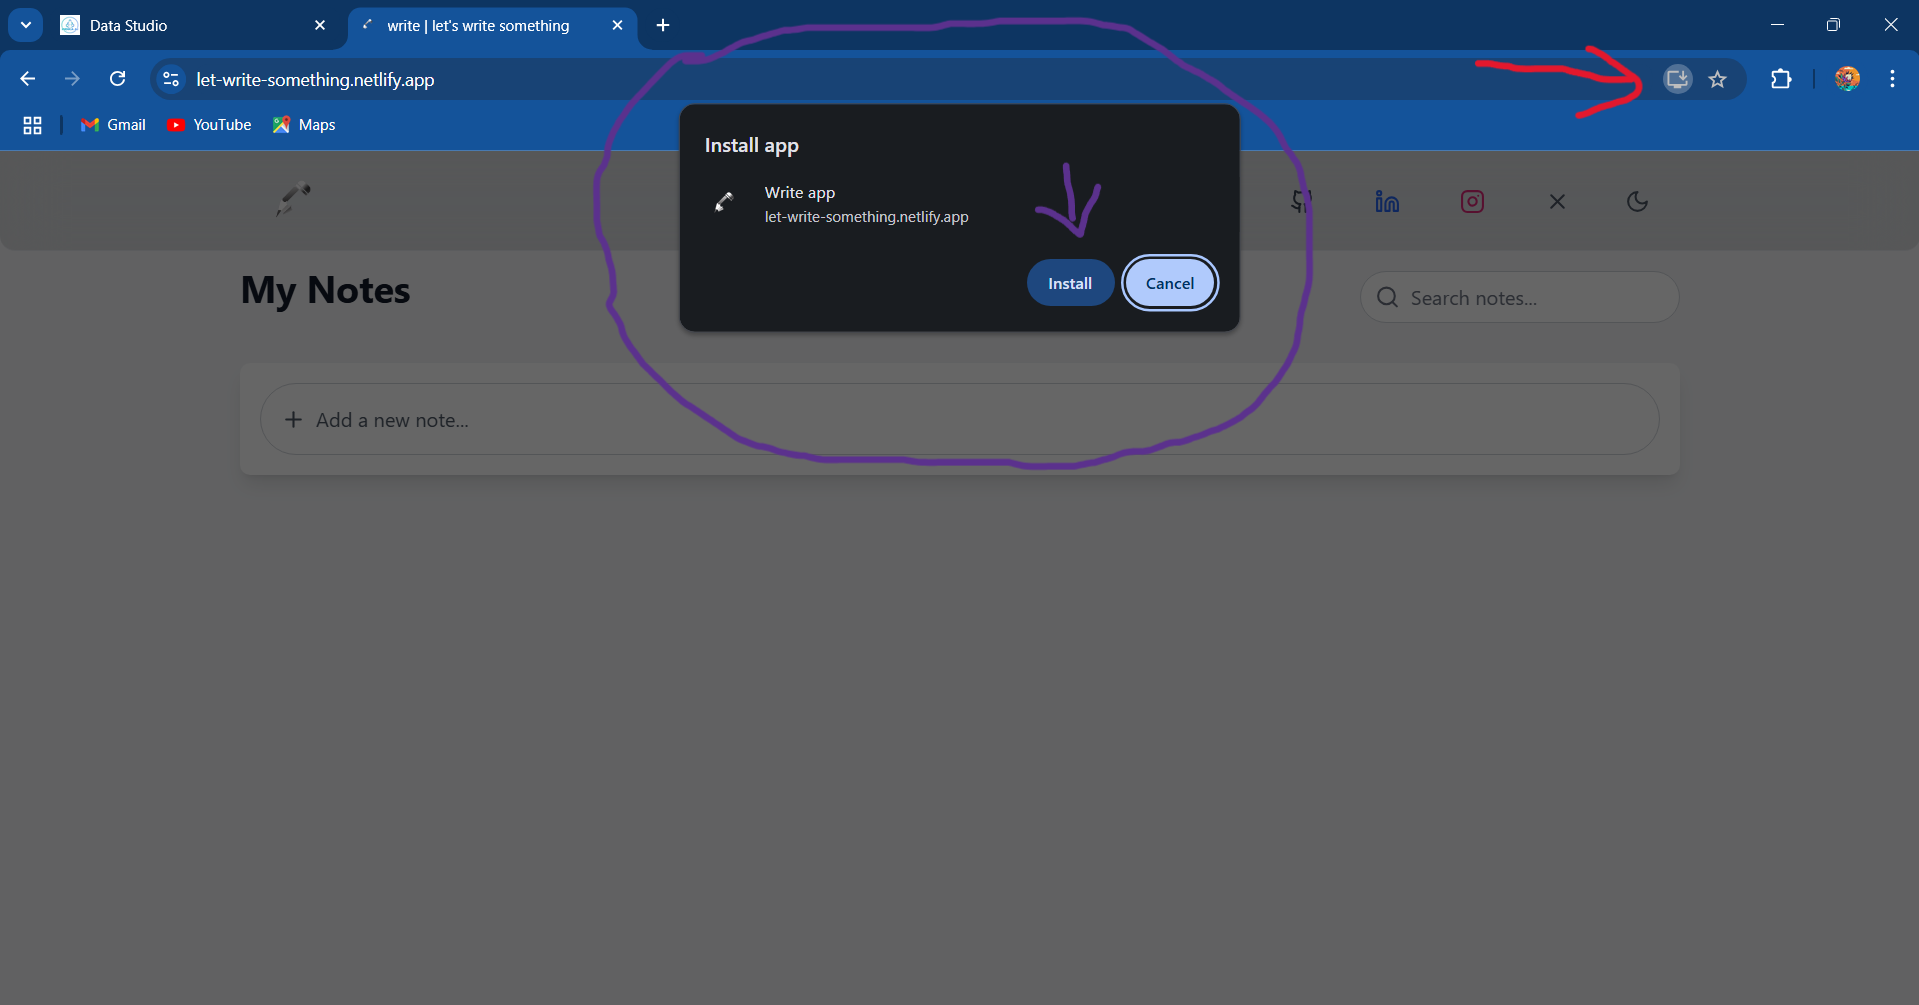 Data Studio
write | let's write something
let-write-something.netlify.app
Gmail YouTube Maps
Install app
Write app
let-write-something.netlify.app
Install Cancel
My Notes
Search notes...
Add a new note...